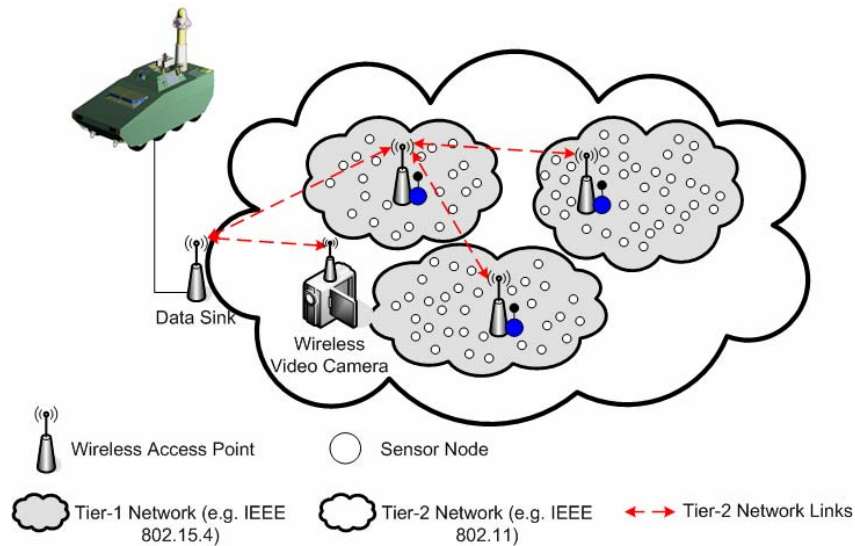 Data Sink
Wireless
Video Camera
Wireless Access Point
Sensor Node
Tier-1 Network (e.g. IEEE
802.15.4)
Tier-2 Network (e.g. IEEE
802.11)
Tier-2 Network Links